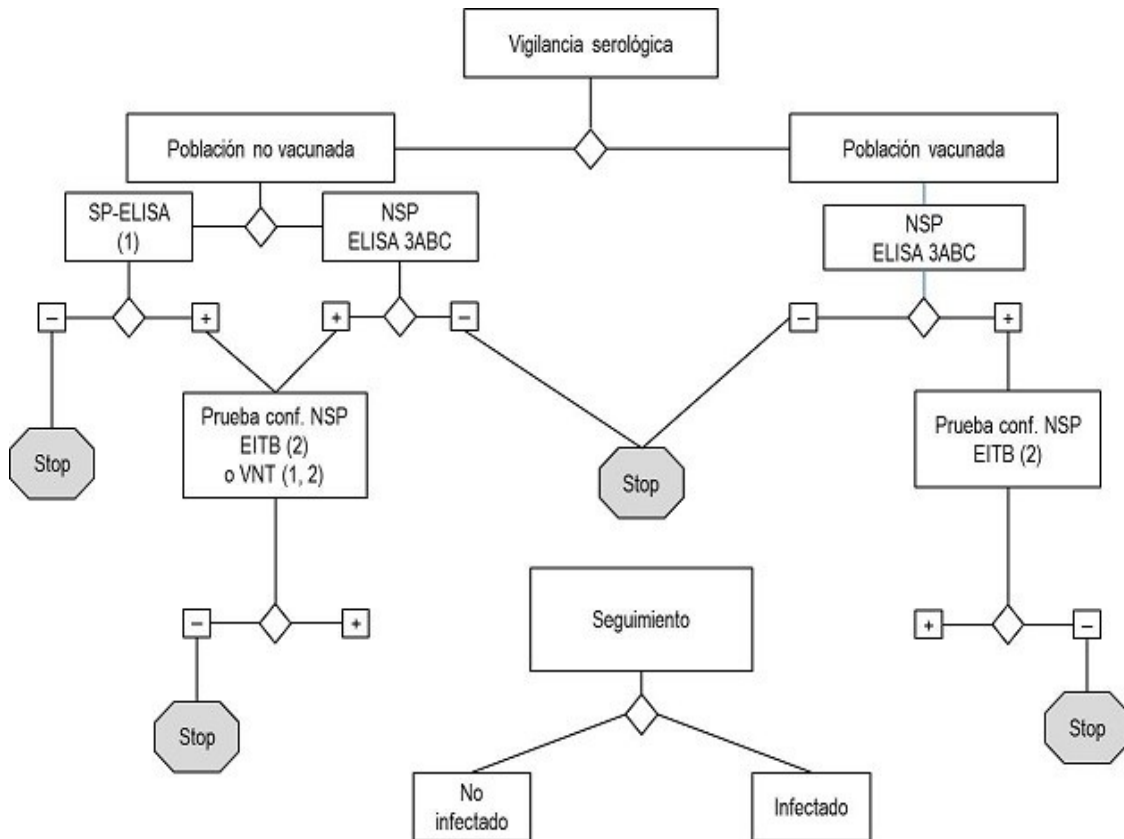 Vigilancia serológica
Población no vacunada
Población vacunada
SP-ELISA
(1)
NSP
ELISA 3ABC
NSP
ELISA 3ABC
−
+
+
−
−
+
Prueba conf. NSP
EITB (2)
o VNT (1, 2)
Prueba conf. NSP
EITB (2)
Stop
Stop
Seguimiento
−
+
+
−
Stop
Stop
No
infectado
Infectado